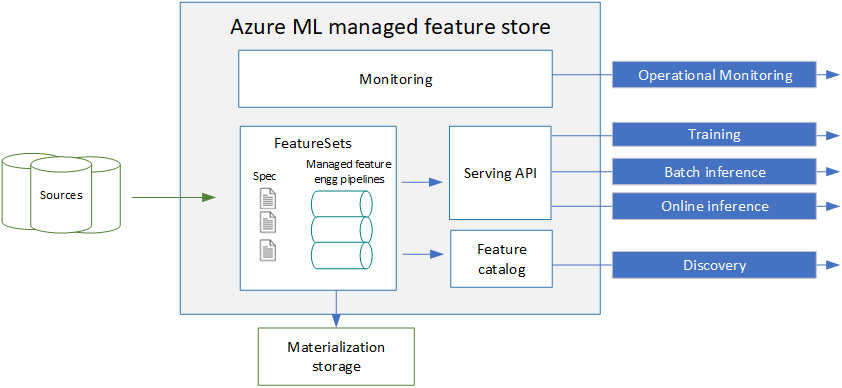 Azure ML managed feature store
Monitoring
Operational Monitoring
FeatureSets
Spec
Managed feature
engg pipelines
Serving API
Training
Batch inference
Online inference
Sources
Feature
catalog
Discovery
Materialization
storage